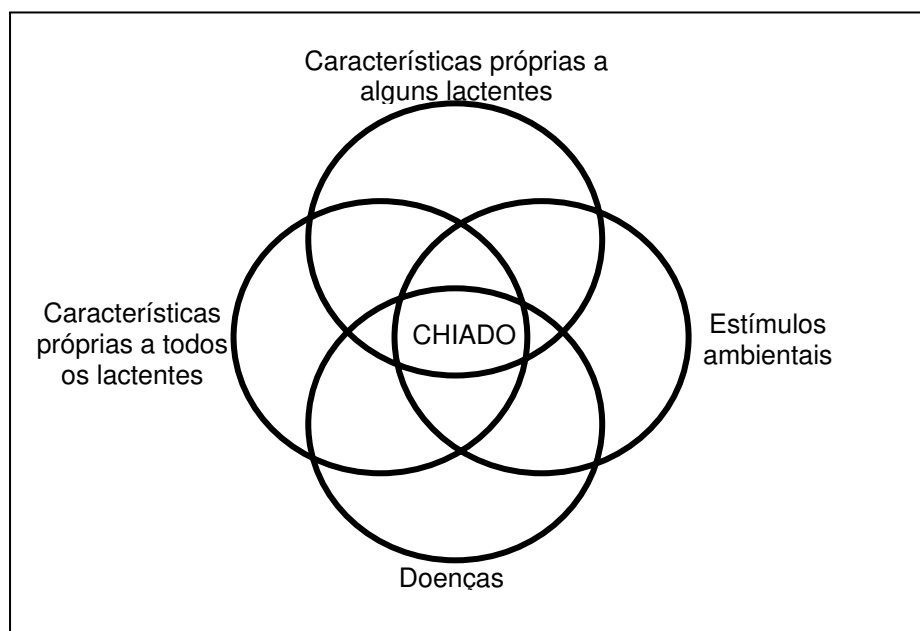 Características próprias a
alguns lactentes
Características
próprias a todos
os lactentes
CHIADO
Estímulos
ambientais
Doenças